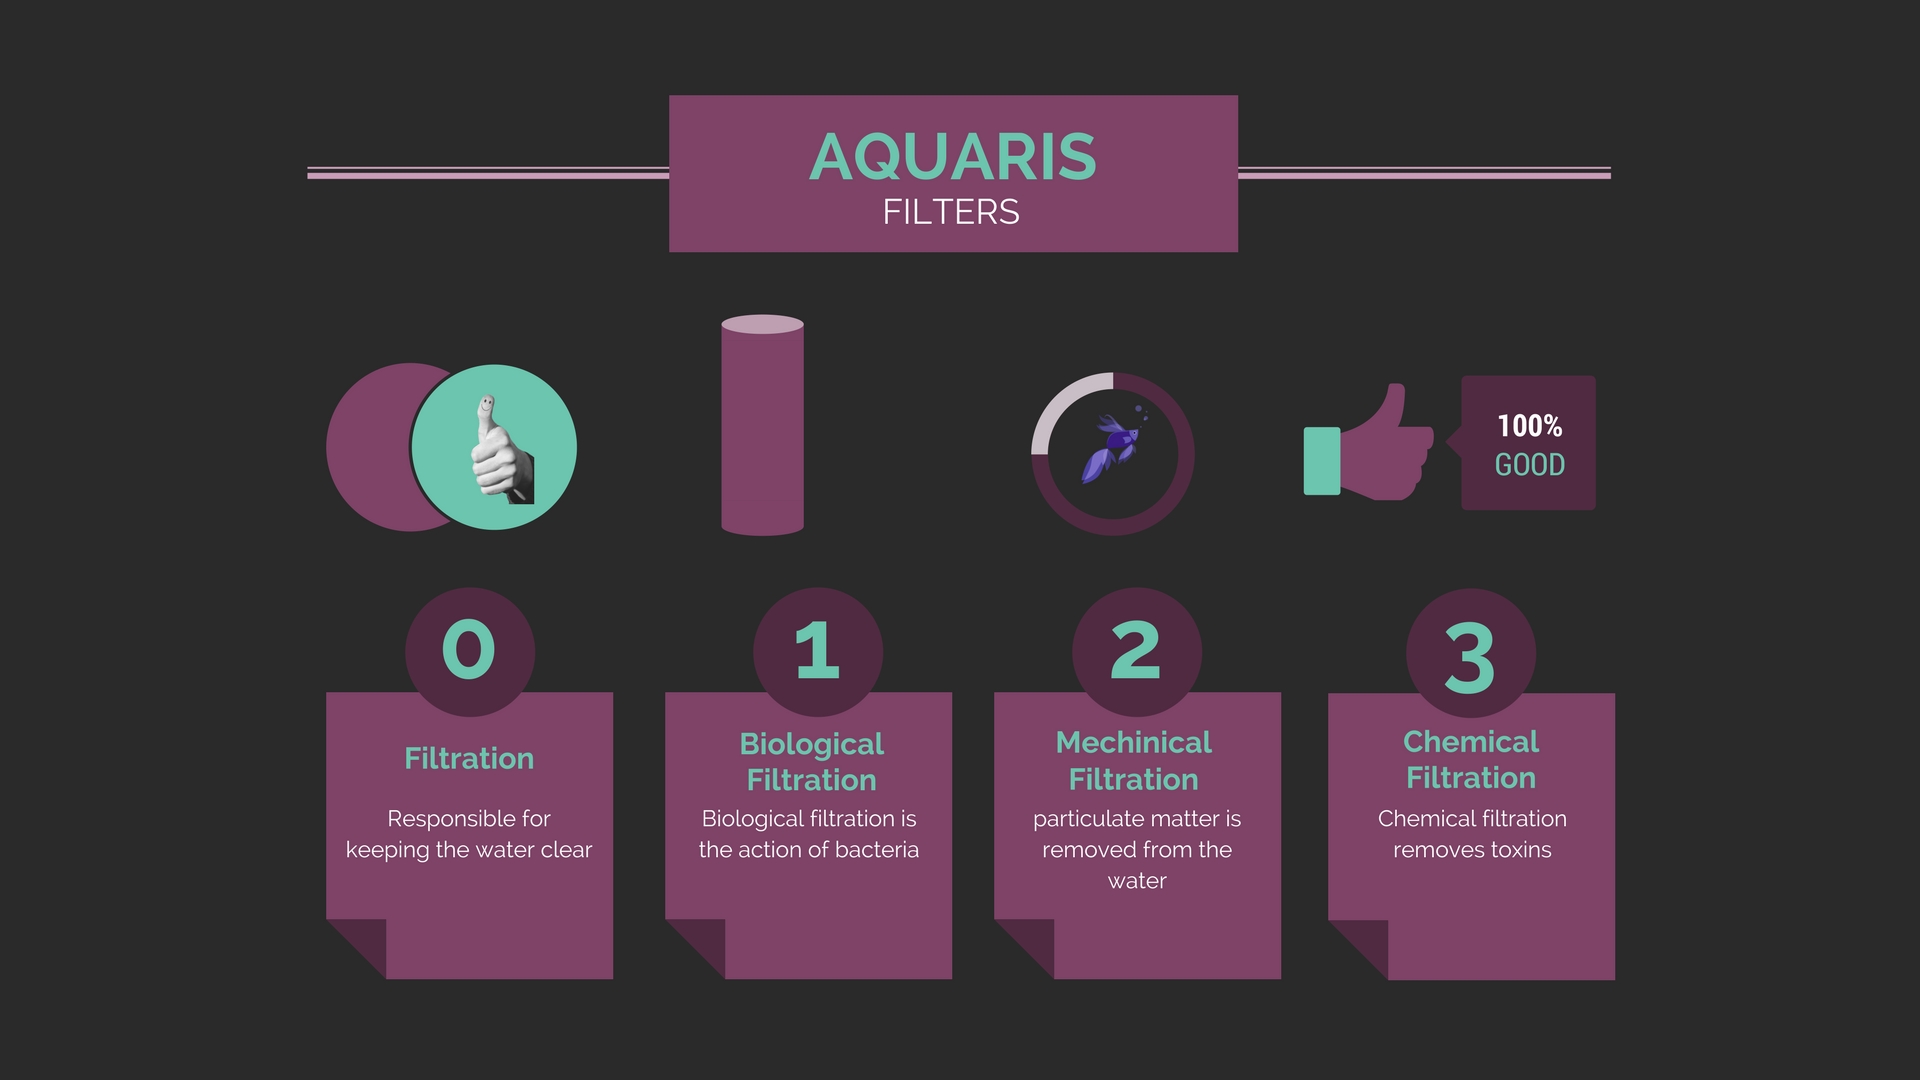 AQUARIS
FILTERS
100%
GOOD
0
Filtration
Responsible for
keeping the water clear
1
Biological
Filtration
Biological filtration is
the action of bacteria
2
Mechinical
Filtration
particulate matter is
removed from the
water
3
Chemical
Filtration
Chemical filtration
removes toxins